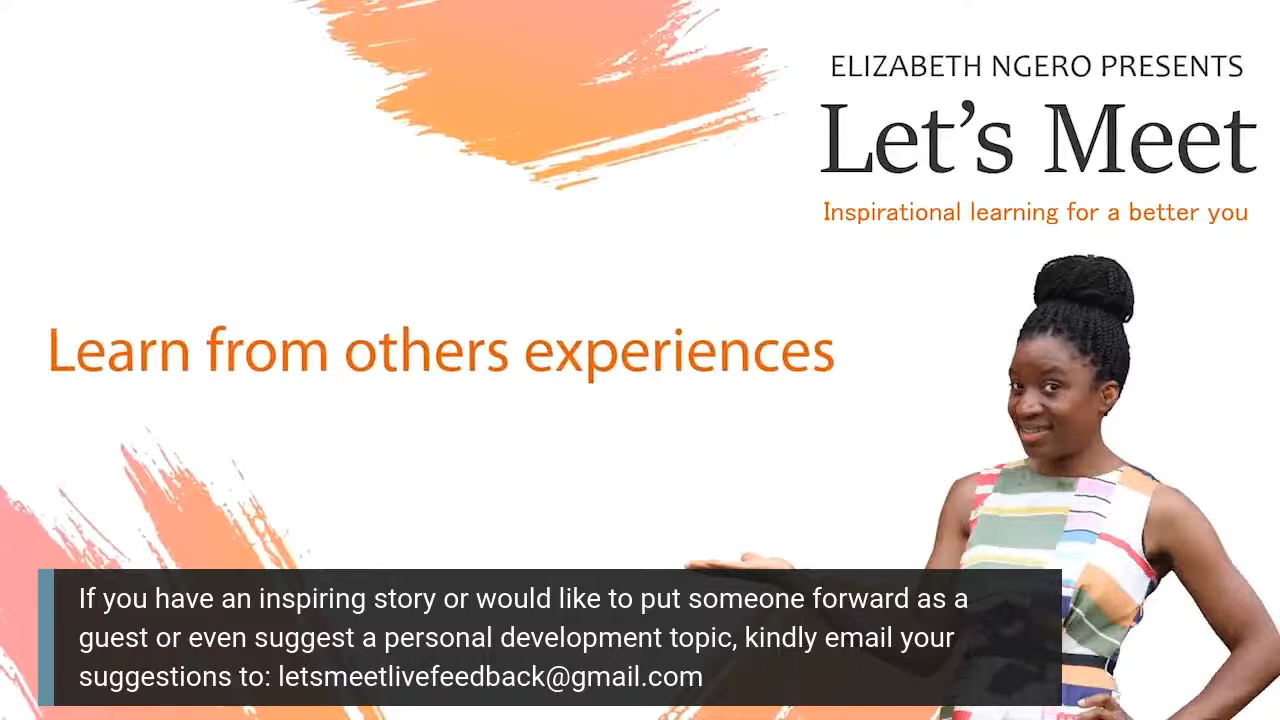 ELIZABETH NGERO PRESENTS
Let's Meet
Inspirational learning for a better you
Learn from others experiences
If you have an inspiring story or would like to put someone forward as a
guest or even suggest a personal development topic, kindly email your
suggestions to: letsmeetlivefeedback@gmail.com